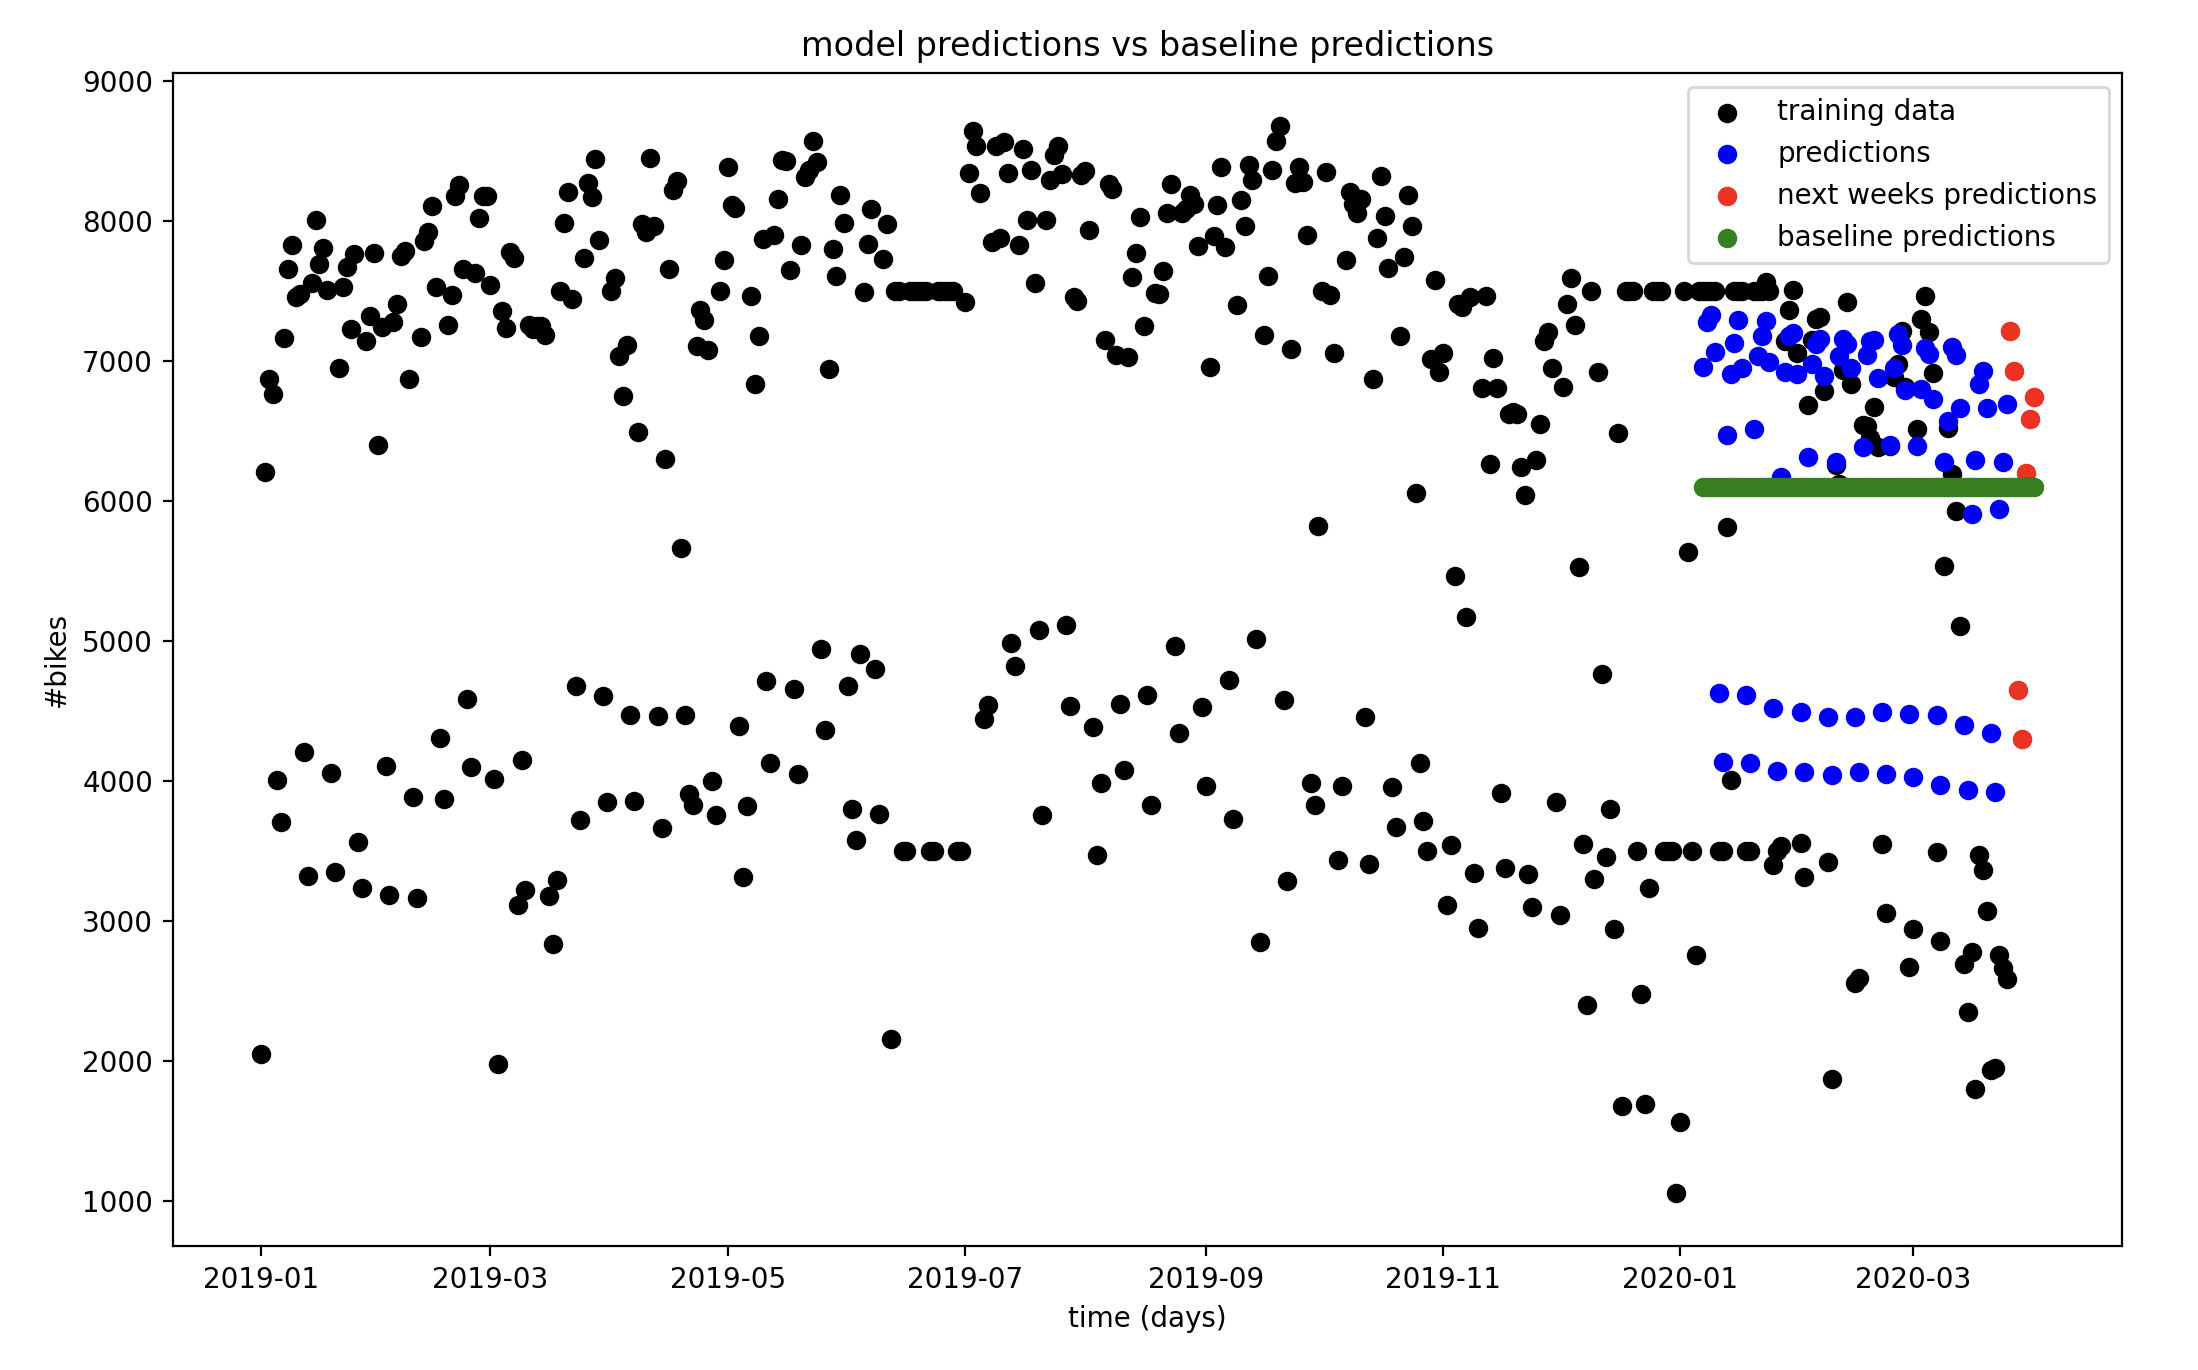 model predictions vs baseline predictions
9000
8000
7000
6000
5000
4000
3000
2000
1000
#bikes
training data
predictions
next weeks predictions
baseline predictions
2019-01 2019-03 2019-05 2019-07 2019-09 2019-11 2020-01 2020-03
time (days)